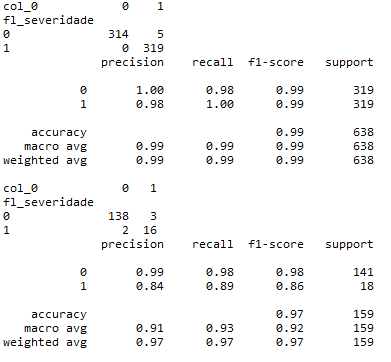 col_0 0 1
fl_severidade
0 314 5
1 0 319
precision recall f1-score support
0 1.00 0.98 0.99 319
1 0.98 1.00 0.99 319
accuracy 0.99 638
macro avg 0.99 0.99 0.99 638
weighted avg 0.99 0.99 0.99 638
col_0 0 1
fl_severidade
0 138 3
1 2 16
precision recall f1-score support
0 0.99 0.98 0.98 141
1 0.84 0.89 0.86 18
accuracy 0.97 159
macro avg 0.91 0.93 0.92 159
weighted avg 0.97 0.97 0.97 159